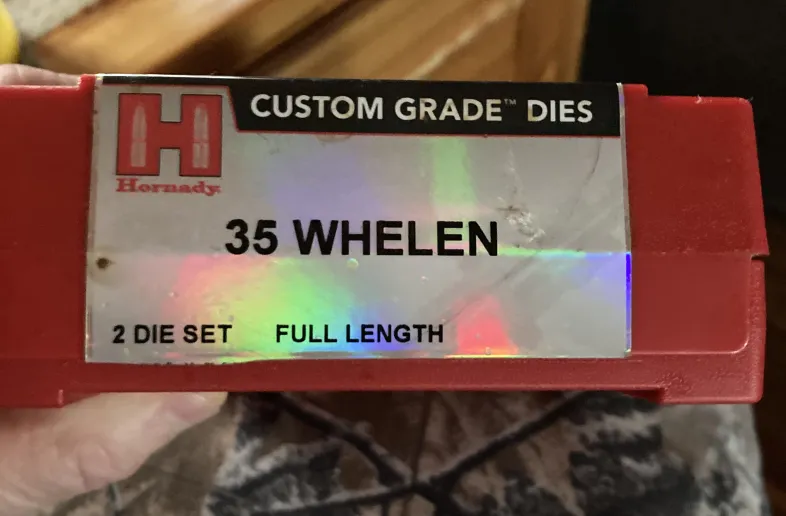 CUSTOM GRADE™ DIES
H
Hornady
35 WHELEN
2 DIE SET FULL LENGTH